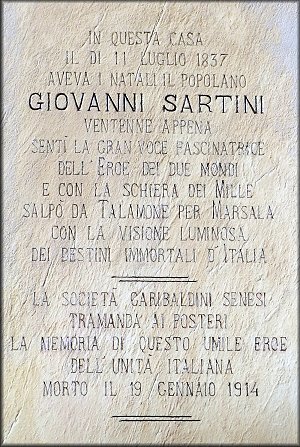 IN QUESTA CASA
IL DI 11 LUGLIO 1837
AVEVA I NATALI IL POPOLANO
GIOVANNI SARTINI
VENTENNE APPENA
SENTÌ LA GRAN VOCE FASCINATRICE
DELL'EROE DEI DUE MONDI
E CON LA SCHIERA DEI MILLE
SALPÒ DA TALAMONE PER MARSALA
CON LA VISIONE LUMINOSA
DEI DESTINI IMMORTALI D'ITALIA
LA SOCIETÀ GARIBALDINI SENESI
TRAMANDA AI POSTERI
LA MEMORIA DI QUESTO UMILE EROE
DELL'UNITÀ ITALIANA
MORTO IL 19 GENNAIO 1914